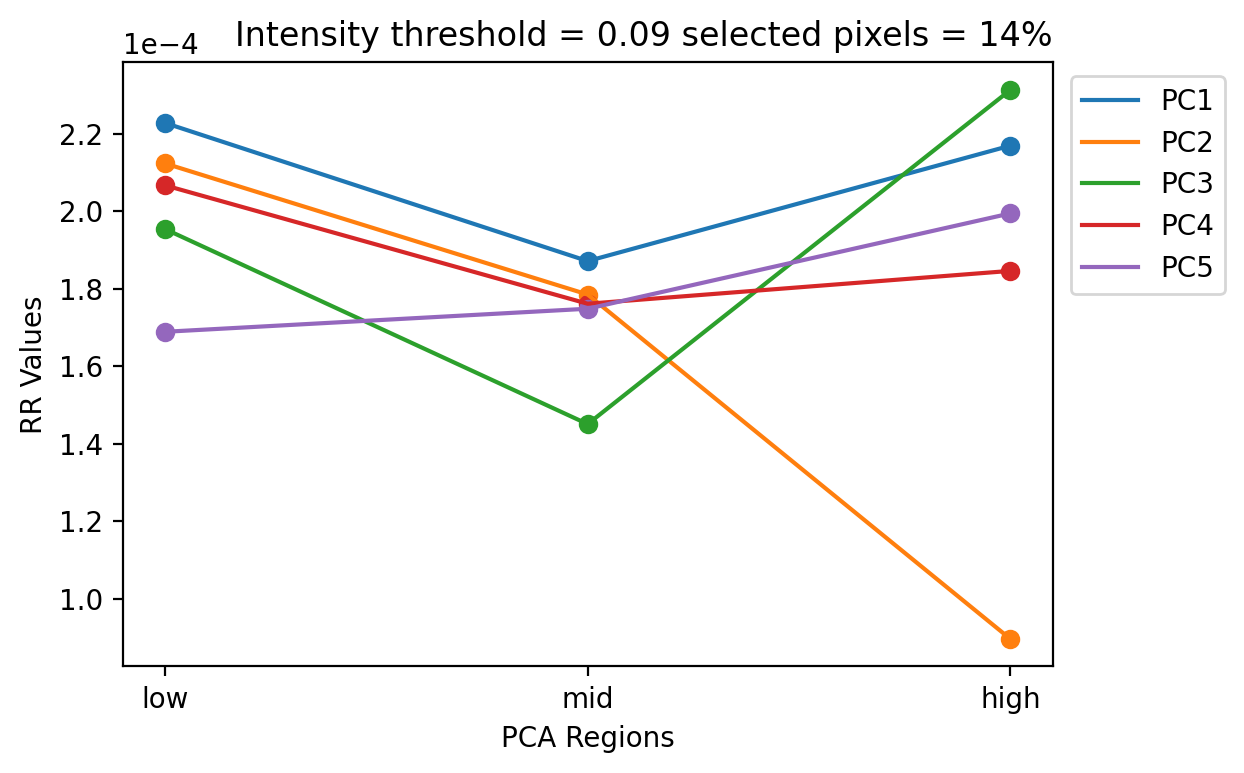 Intensity threshold = 0.09 selected pixels = 14%
1e−4
2.2
2.0
1.8
1.6
1.4
1.2
1.0
RR Values
low
mid
high
PCA Regions
PC1
PC2
PC3
PC4
PC5